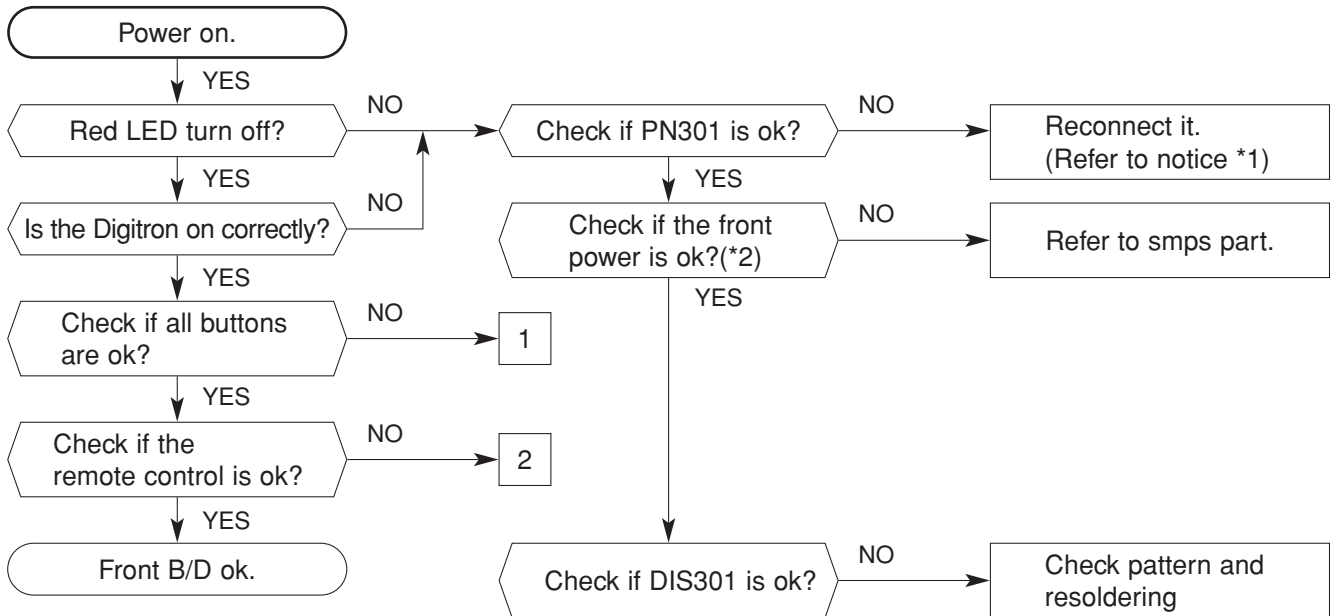 Power on.
YES
Red LED turn off?
NO
Check if PN301 is ok?
NO
Reconnect it.
(Refer to notice *1)
YES
YES
Is the Digitron on correctly?
NO
Check if the front
power is ok?(*2)
NO
Refer to smps part.
YES
YES
Check if all buttons
are ok?
NO
1
YES
Check if the
remote control is ok?
NO
2
YES
Front B/D ok.
Check if DIS301 is ok?
NO
Check pattern and
resoldering